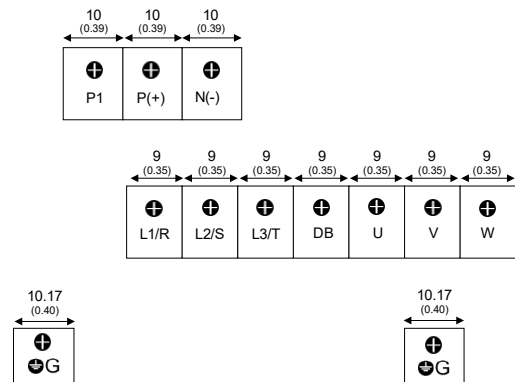 10 10 10
(0.39) (0.39) (0.39)
P1 P(+) N(-)
9 9 9 9 9 9 9
(0.35) (0.35) (0.35) (0.35) (0.35) (0.35) (0.35)
L1/R L2/S L3/T DB U V W
10.17 10.17
(0.40) (0.40)
G G